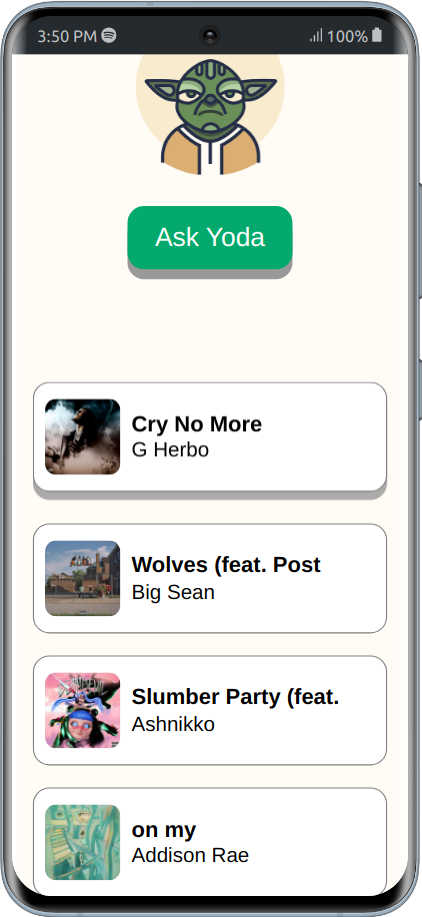 3:50 PM
100%
Ask Yoda
Cry No More
G Herbo
Wolves (feat. Post
Big Sean
Slumber Party (feat.
Ashnikko
on my
Addison Rae